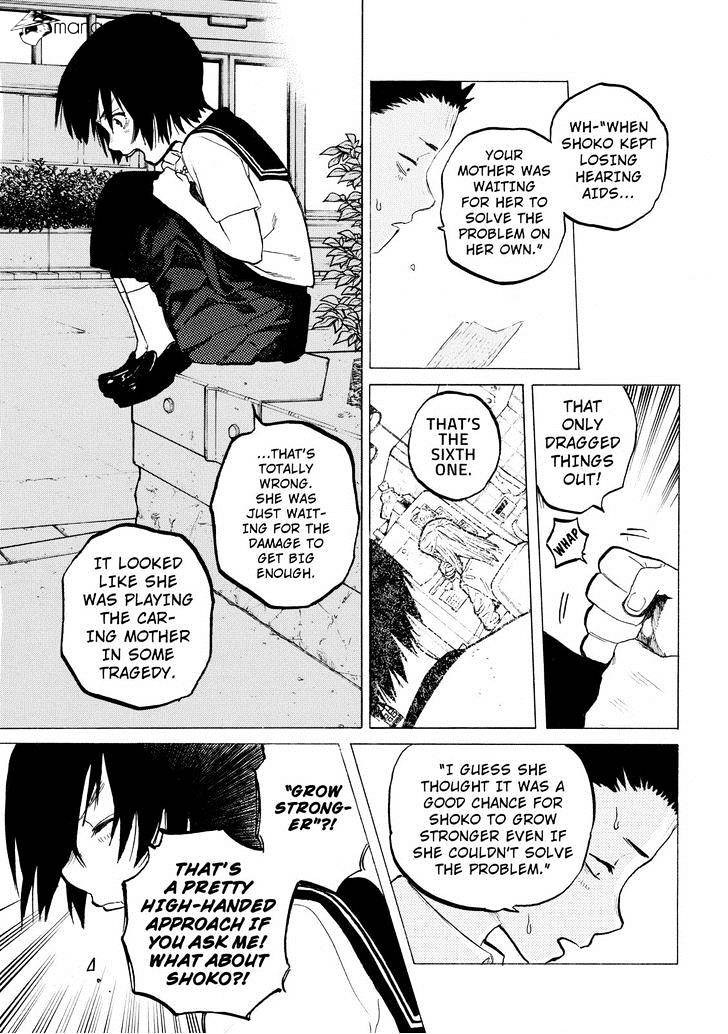 WH-"WHEN
SHOKO KEPT
LOSING
HEARING
AIDS...
YOUR
MOTHER WAS
WAITING
FOR HER TO
SOLVE THE
PROBLEM ON
HER OWN."
THAT
ONLY
DRAGGED
THINGS
OUT!
WHAP
THAT'S
THE
SIXTH
ONE.
...THAT'S
TOTALLY
WRONG.
SHE WAS
JUST WAIT-
ING FOR THE
DAMAGE TO
GET BIG
ENOUGH.
IT LOOKED
LIKE SHE
WAS PLAYING
THE CAR-
ING MOTHER
IN SOME
TRAGEDY.
"I GUESS SHE
THOUGHT IT WAS A
GOOD CHANCE FOR
SHOKO TO GROW
STRONGER EVEN IF
SHE COULDN'T SOLVE
THE PROBLEM."
"GROW
STRONG-
ER"?!
THAT'S
A PRETTY
HIGH-HANDED
APPROACH IF
YOU ASK ME!
WHAT ABOUT
SHOKO?!